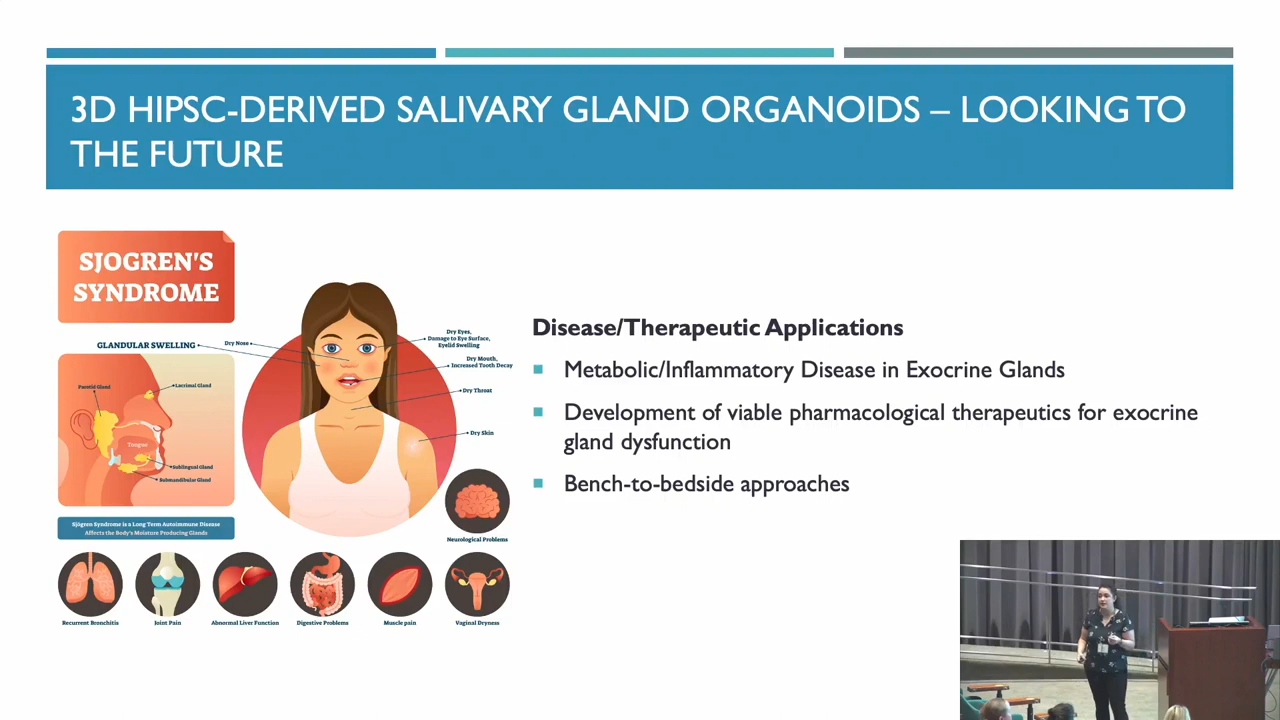 3D HIPSC-DERIVED SALIVARY GLAND ORGANOIDS – LOOKING TO
THE FUTURE
SJOGREN'S
SYNDROME
GLANDULAR SWELLING
Dry Nose
Dry Eyes,
Damage to Eye Surface,
Eyelid Swelling
Dry Mouth,
Increased Tooth Decay
Dry Throat
Dry Skin
Parotid Gland
Lacrional Gland
Tongue
Sublingual Gland
Submandibular Gland
Sjögren Syndrome is a Long Term Autoimmune Disease
Affects the Body's Moisture Producing Glands
Neurological Problems
Recurrent Bronchitis
Joint Pain
Abnormal Liver Function
Digestive Problems
Muscle pain
Vaginal Dryness
Disease/Therapeutic Applications
Metabolic/Inflammatory Disease in Exocrine Glands
Development of viable pharmacological therapeutics for exocrine
gland dysfunction
Bench-to-bedside approaches